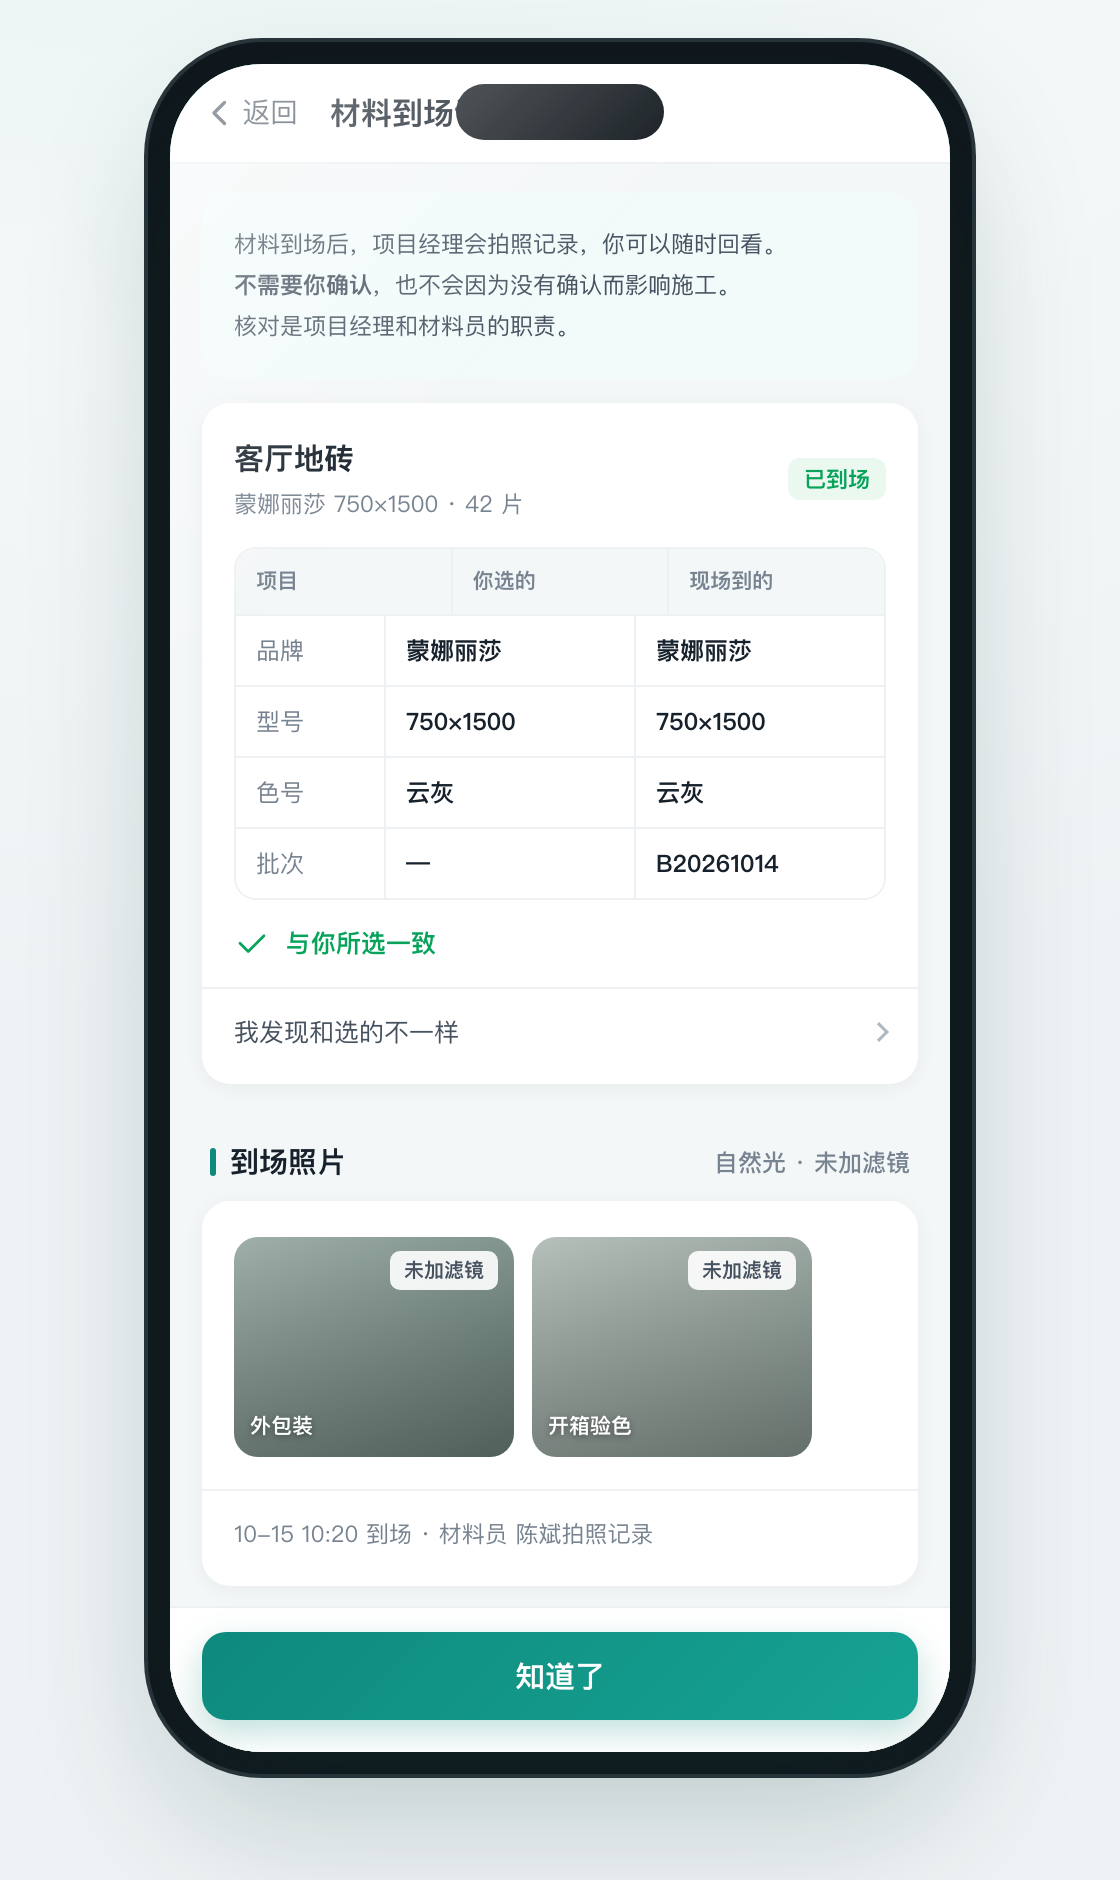 返回 材料到场
材料到场后，项目经理会拍照记录，你可以随时回看。
不需要你确认，也不会因为没有确认而影响施工。
核对是项目经理和材料员的职责。
客厅地砖
已到场
蒙娜丽莎 750×1500 · 42 片
项目 你选的 现场到的
品牌 蒙娜丽莎 蒙娜丽莎
型号 750×1500 750×1500
色号 云灰 云灰
批次 — B20261014
与你所选一致
我发现和选的不一样
到场照片 自然光 · 未加滤镜
未加滤镜 未加滤镜
外包装 开箱验色
10-15 10:20 到场 · 材料员 陈斌拍照记录
知道了